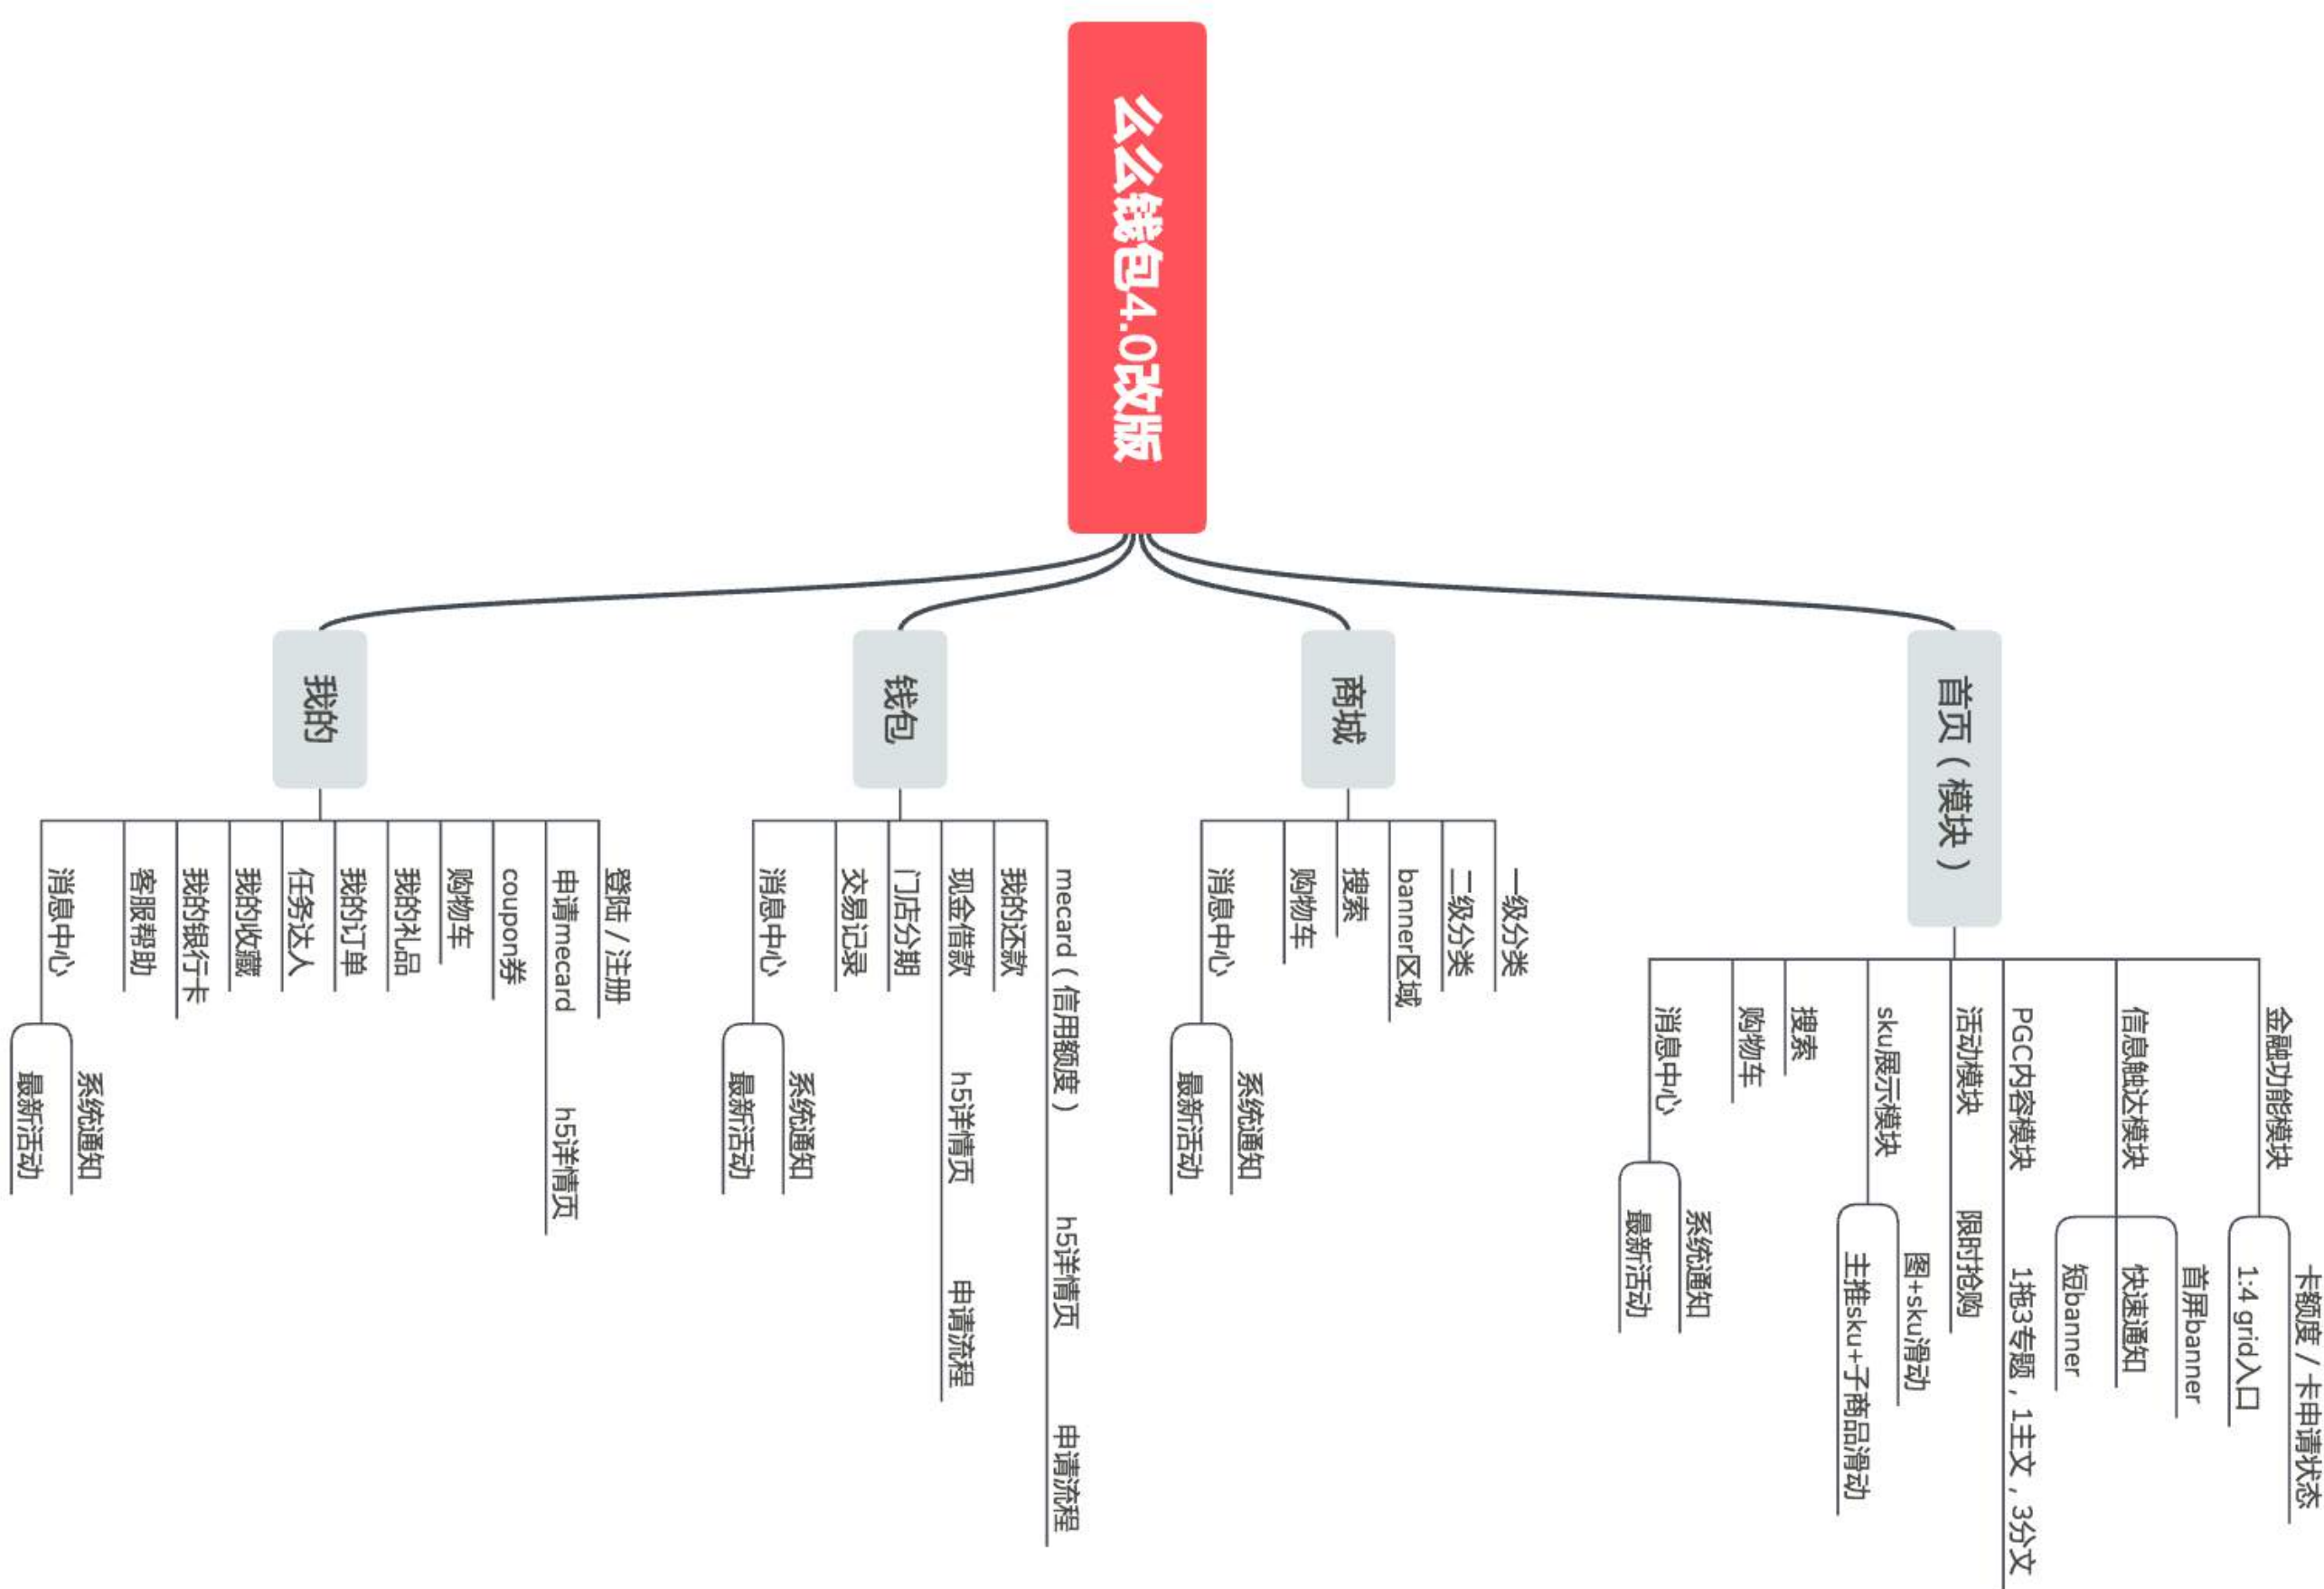 么么钱包4.0改版
首页（模块）
金融功能模块
卡额度 / 卡申请状态
1:4 grid入口
信息触达模块
首屏banner
快速通知
短banner
PGC内容模块
1拖3专题，1主文，3分文
活动模块
限时抢购
sku展示模块
图+sku滑动
主推sku+子商品滑动
搜索
购物车
消息中心
系统通知
最新活动
商城
一级分类
二级分类
banner区域
搜索
购物车
消息中心
系统通知
最新活动
钱包
mecard（信用额度）
h5详情页
申请流程
我的还款
现金借款
h5详情页
申请流程
门店分期
交易记录
消息中心
系统通知
最新活动
我的
登陆 / 注册
申请mecard
h5详情页
coupon券
购物车
我的礼品
我的订单
任务达人
我的收藏
我的银行卡
客服帮助
消息中心
系统通知
最新活动